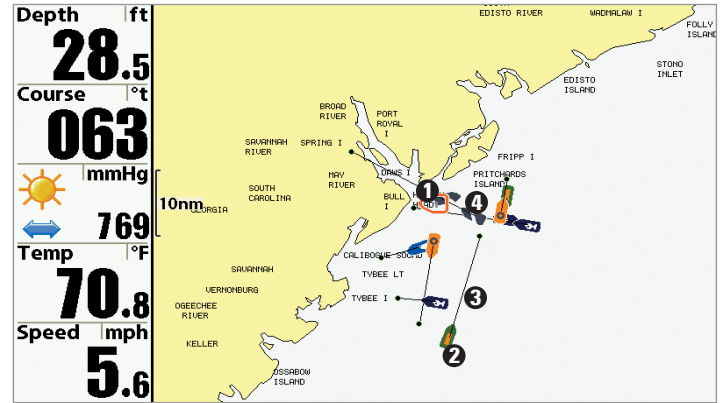 Depth ft
28.5
Course °t
063
mmHg
769
Temp °F
70.8
Speed mph
5.6
10nm
EDISTO RIVER
WADMALAW I
FOLLY
ISLAND
STONO
INLET
EDISTO
ISLAND
BROAD
RIVER
PORT
ROYAL
I
SAVANNAH
RIVER
SPRING I
FRIPP I
MAY
RIVER
DAWS I
PRITCHARDS
ISLAND
SOUTH
CAROLINA
BULL
I
1
4
CALIBOGUE SOUND
SAVANNAH
TYBEE LT
VERNONBURG
TYBEE I
3
OGEECHEE
RIVER
KELLER
2
OSSABOW
ISLAND